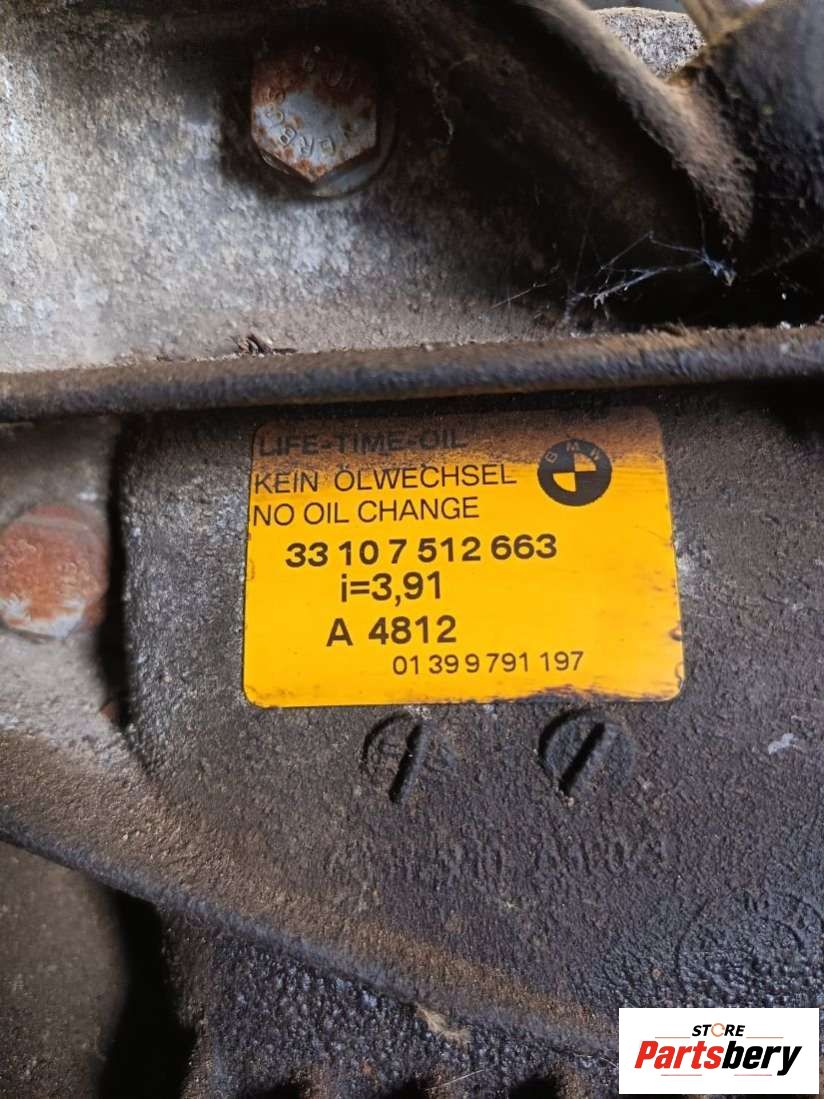 LIFE-TIME-OIL
KEIN ÖLWECHSEL
NO OIL CHANGE
BMW
33 10 7 512 663
i=3,91
A 4812
01 39 9 791 197
STORE
Partsbery